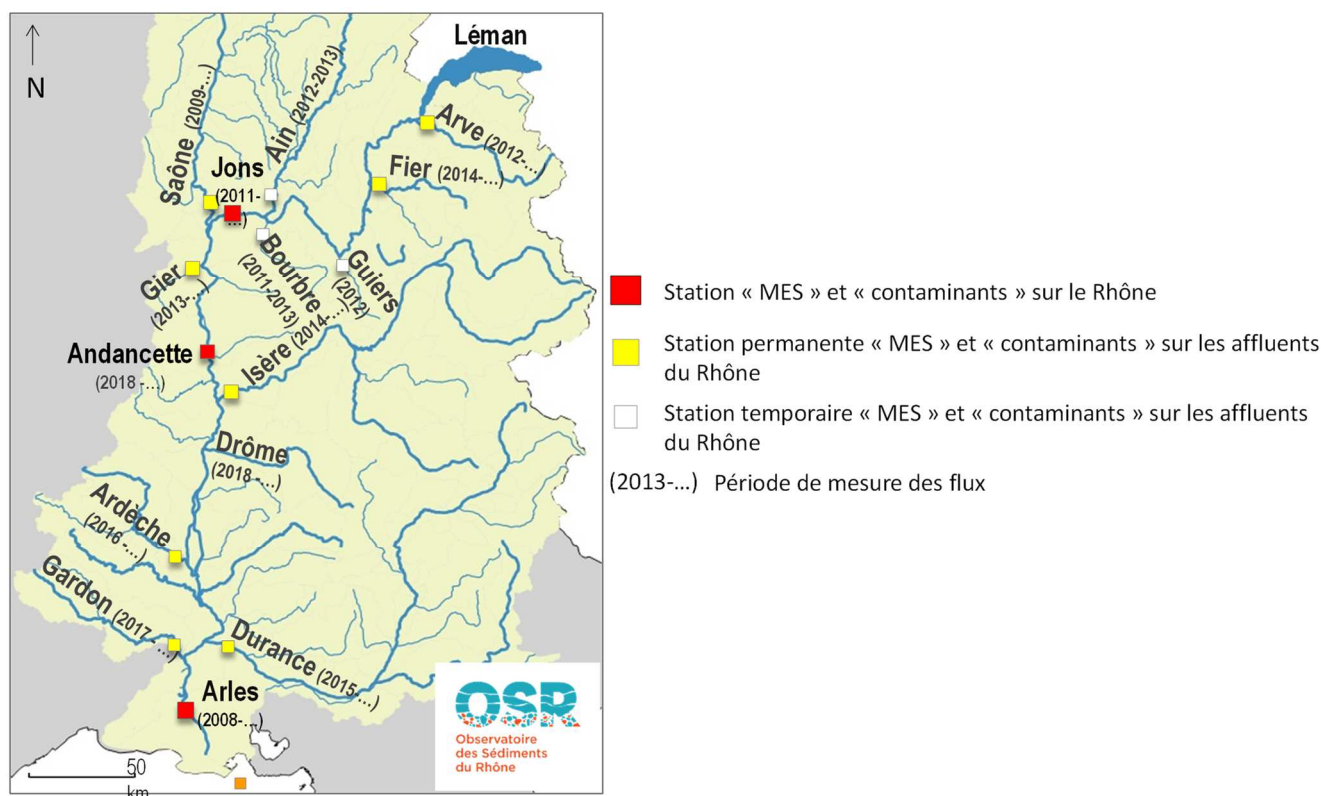 N
Léman
Saône (2009-...)
Ain (2012-2013)
Arve (2012-...)
Fier (2014-...)
Jons
(2011-
...)
Bourbre
(2011-2013)
Guiers
(2012)
Gier
(2013-...)
Andancette
(2018 -...)
Isère (2014-...)
Drôme
(2018 -...)
Ardèche
(2016 -...)
Gardon (2017 - ...)
Durance (2015-...)
Arles
(2008-...)
50
km
OSR
Observatoire
des Sédiments
du Rhône
Station « MES » et « contaminants » sur le Rhône
Station permanente « MES » et « contaminants » sur les affluents
du Rhône
Station temporaire « MES » et « contaminants » sur les affluents
du Rhône
(2013-...) Période de mesure des flux